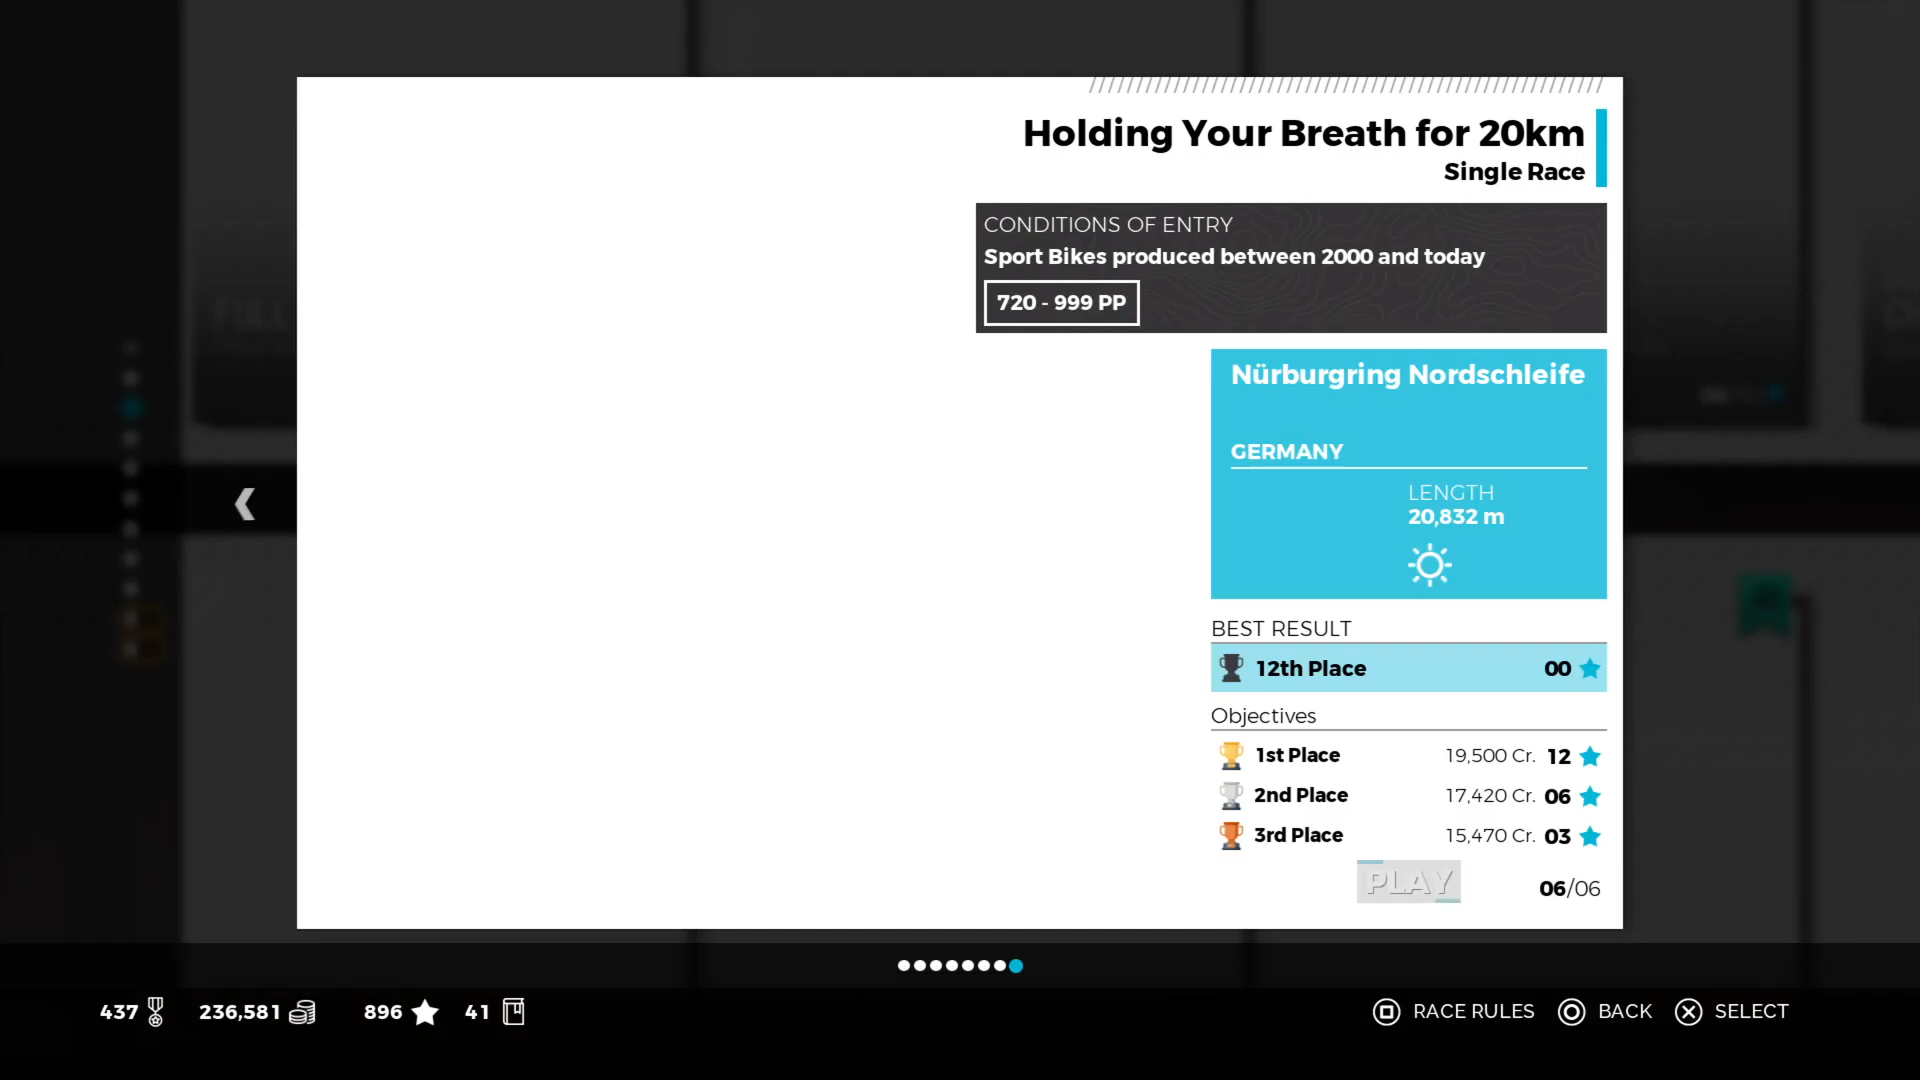 Holding Your Breath for 20km
Single Race
CONDITIONS OF ENTRY
Sport Bikes produced between 2000 and today
720 - 999 PP
Nürburgring Nordschleife
GERMANY
LENGTH
20,832 m
BEST RESULT
12th Place 00
Objectives
1st Place 19,500 Cr. 12
2nd Place 17,420 Cr. 06
3rd Place 15,470 Cr. 03
PLAY 06/06
437 236,581 896 41 RACE RULES BACK SELECT